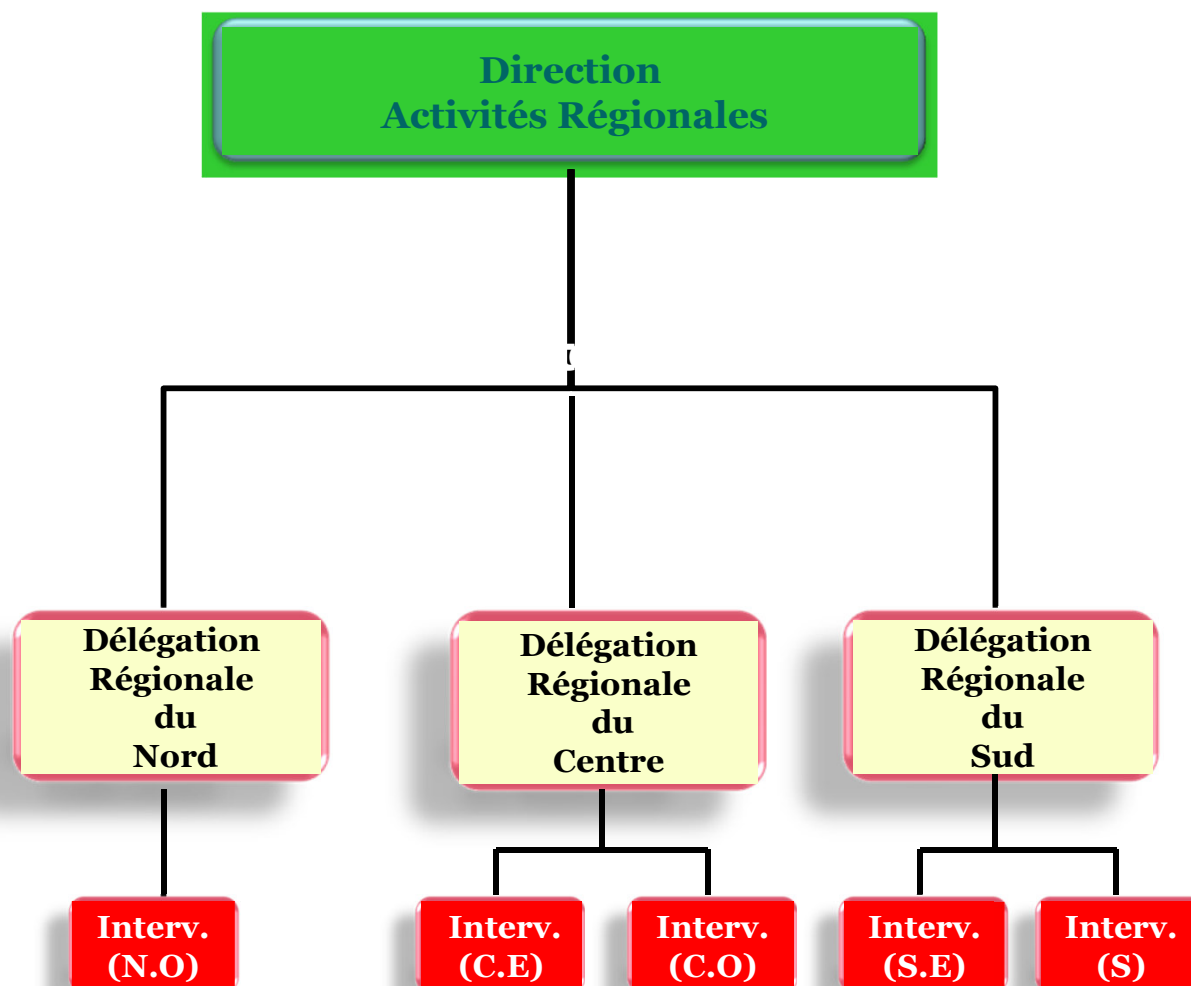 Direction
Activités Régionales
Délégation
Régionale
du
Nord
Délégation
Régionale
du
Centre
Délégation
Régionale
du
Sud
Interv.
(N.O)
Interv.
(C.E)
Interv.
(C.O)
Interv.
(S.E)
Interv.
(S)